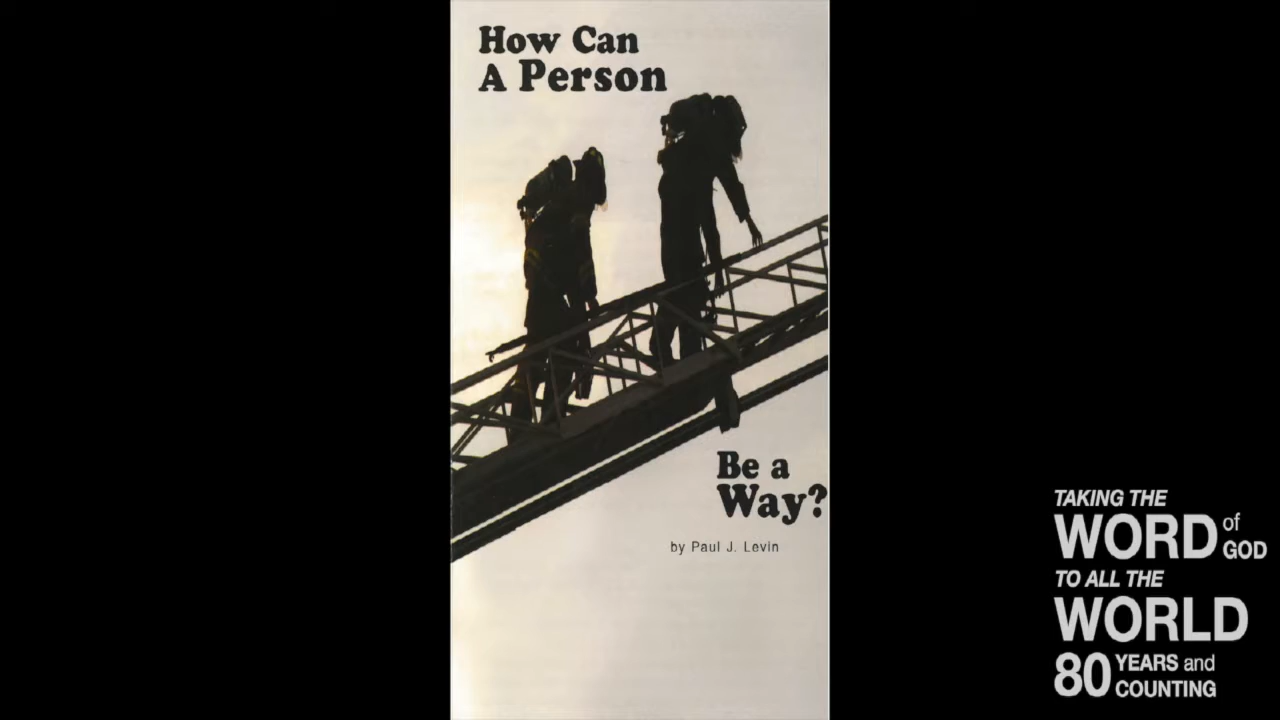 How Can
A Person
Be a
Way?
by Paul J. Levin
TAKING THE
WORD of GOD
TO ALL THE
WORLD
80 YEARS and
COUNTING